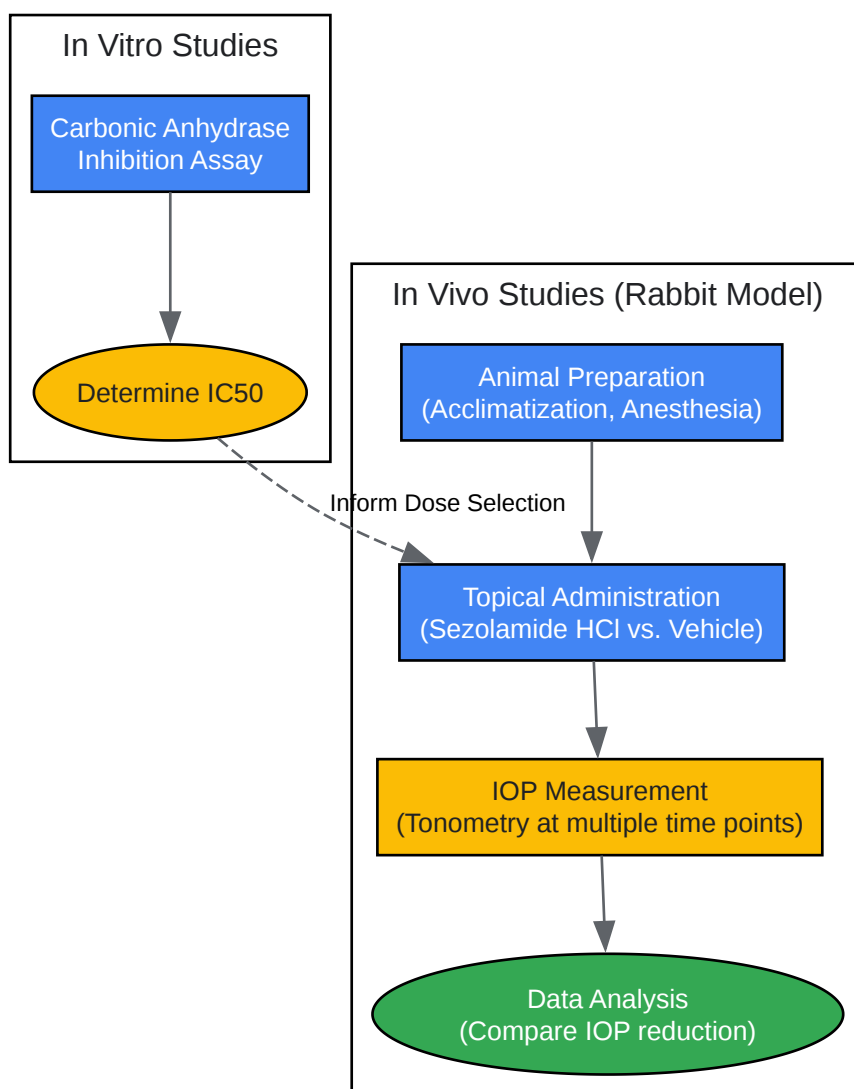 In Vitro Studies
Carbonic Anhydrase
Inhibition Assay
Determine IC50
Inform Dose Selection
In Vivo Studies (Rabbit Model)
Animal Preparation
(Acclimatization, Anesthesia)
Topical Administration
(Sezolamide HCl vs. Vehicle)
IOP Measurement
(Tonometry at multiple time points)
Data Analysis
(Compare IOP reduction)